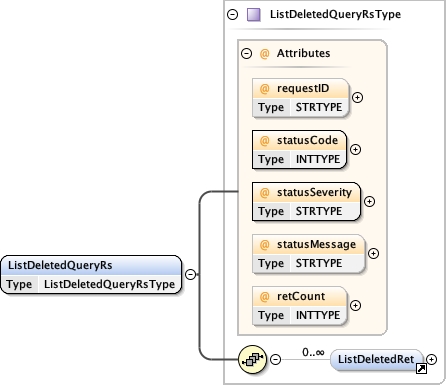 ListDeletedQueryRsType
@ Attributes
@ requestID
Type STRTYPE
@ statusCode
Type INTTYPE
@ statusSeverity
Type STRTYPE
@ statusMessage
Type STRTYPE
ListDeletedQueryRs
Type ListDeletedQueryRsType
@ retCount
Type INTTYPE
0..∞
ListDeletedRet